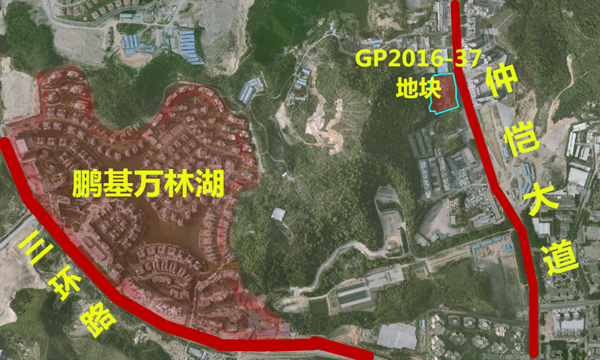 GP2016-37
地块
仲恺大道
鹏基万林湖
三环路